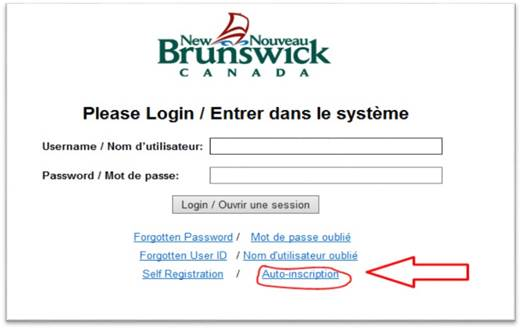 New Nouveau
Brunswick
CANADA
Please Login / Entrer dans le système
Username / Nom d'utilisateur:
Password / Mot de passe:
Login / Ouvrir une session
Forgotten Password / Mot de passe oublié
Forgotten User ID / Nom d'utilisateur oublié
Self Registration / Auto-inscription